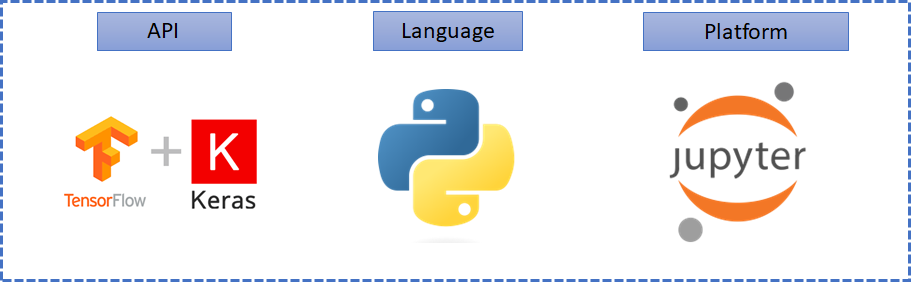 API
Language
Platform
TensorFlow
+
K
Keras
jupyter